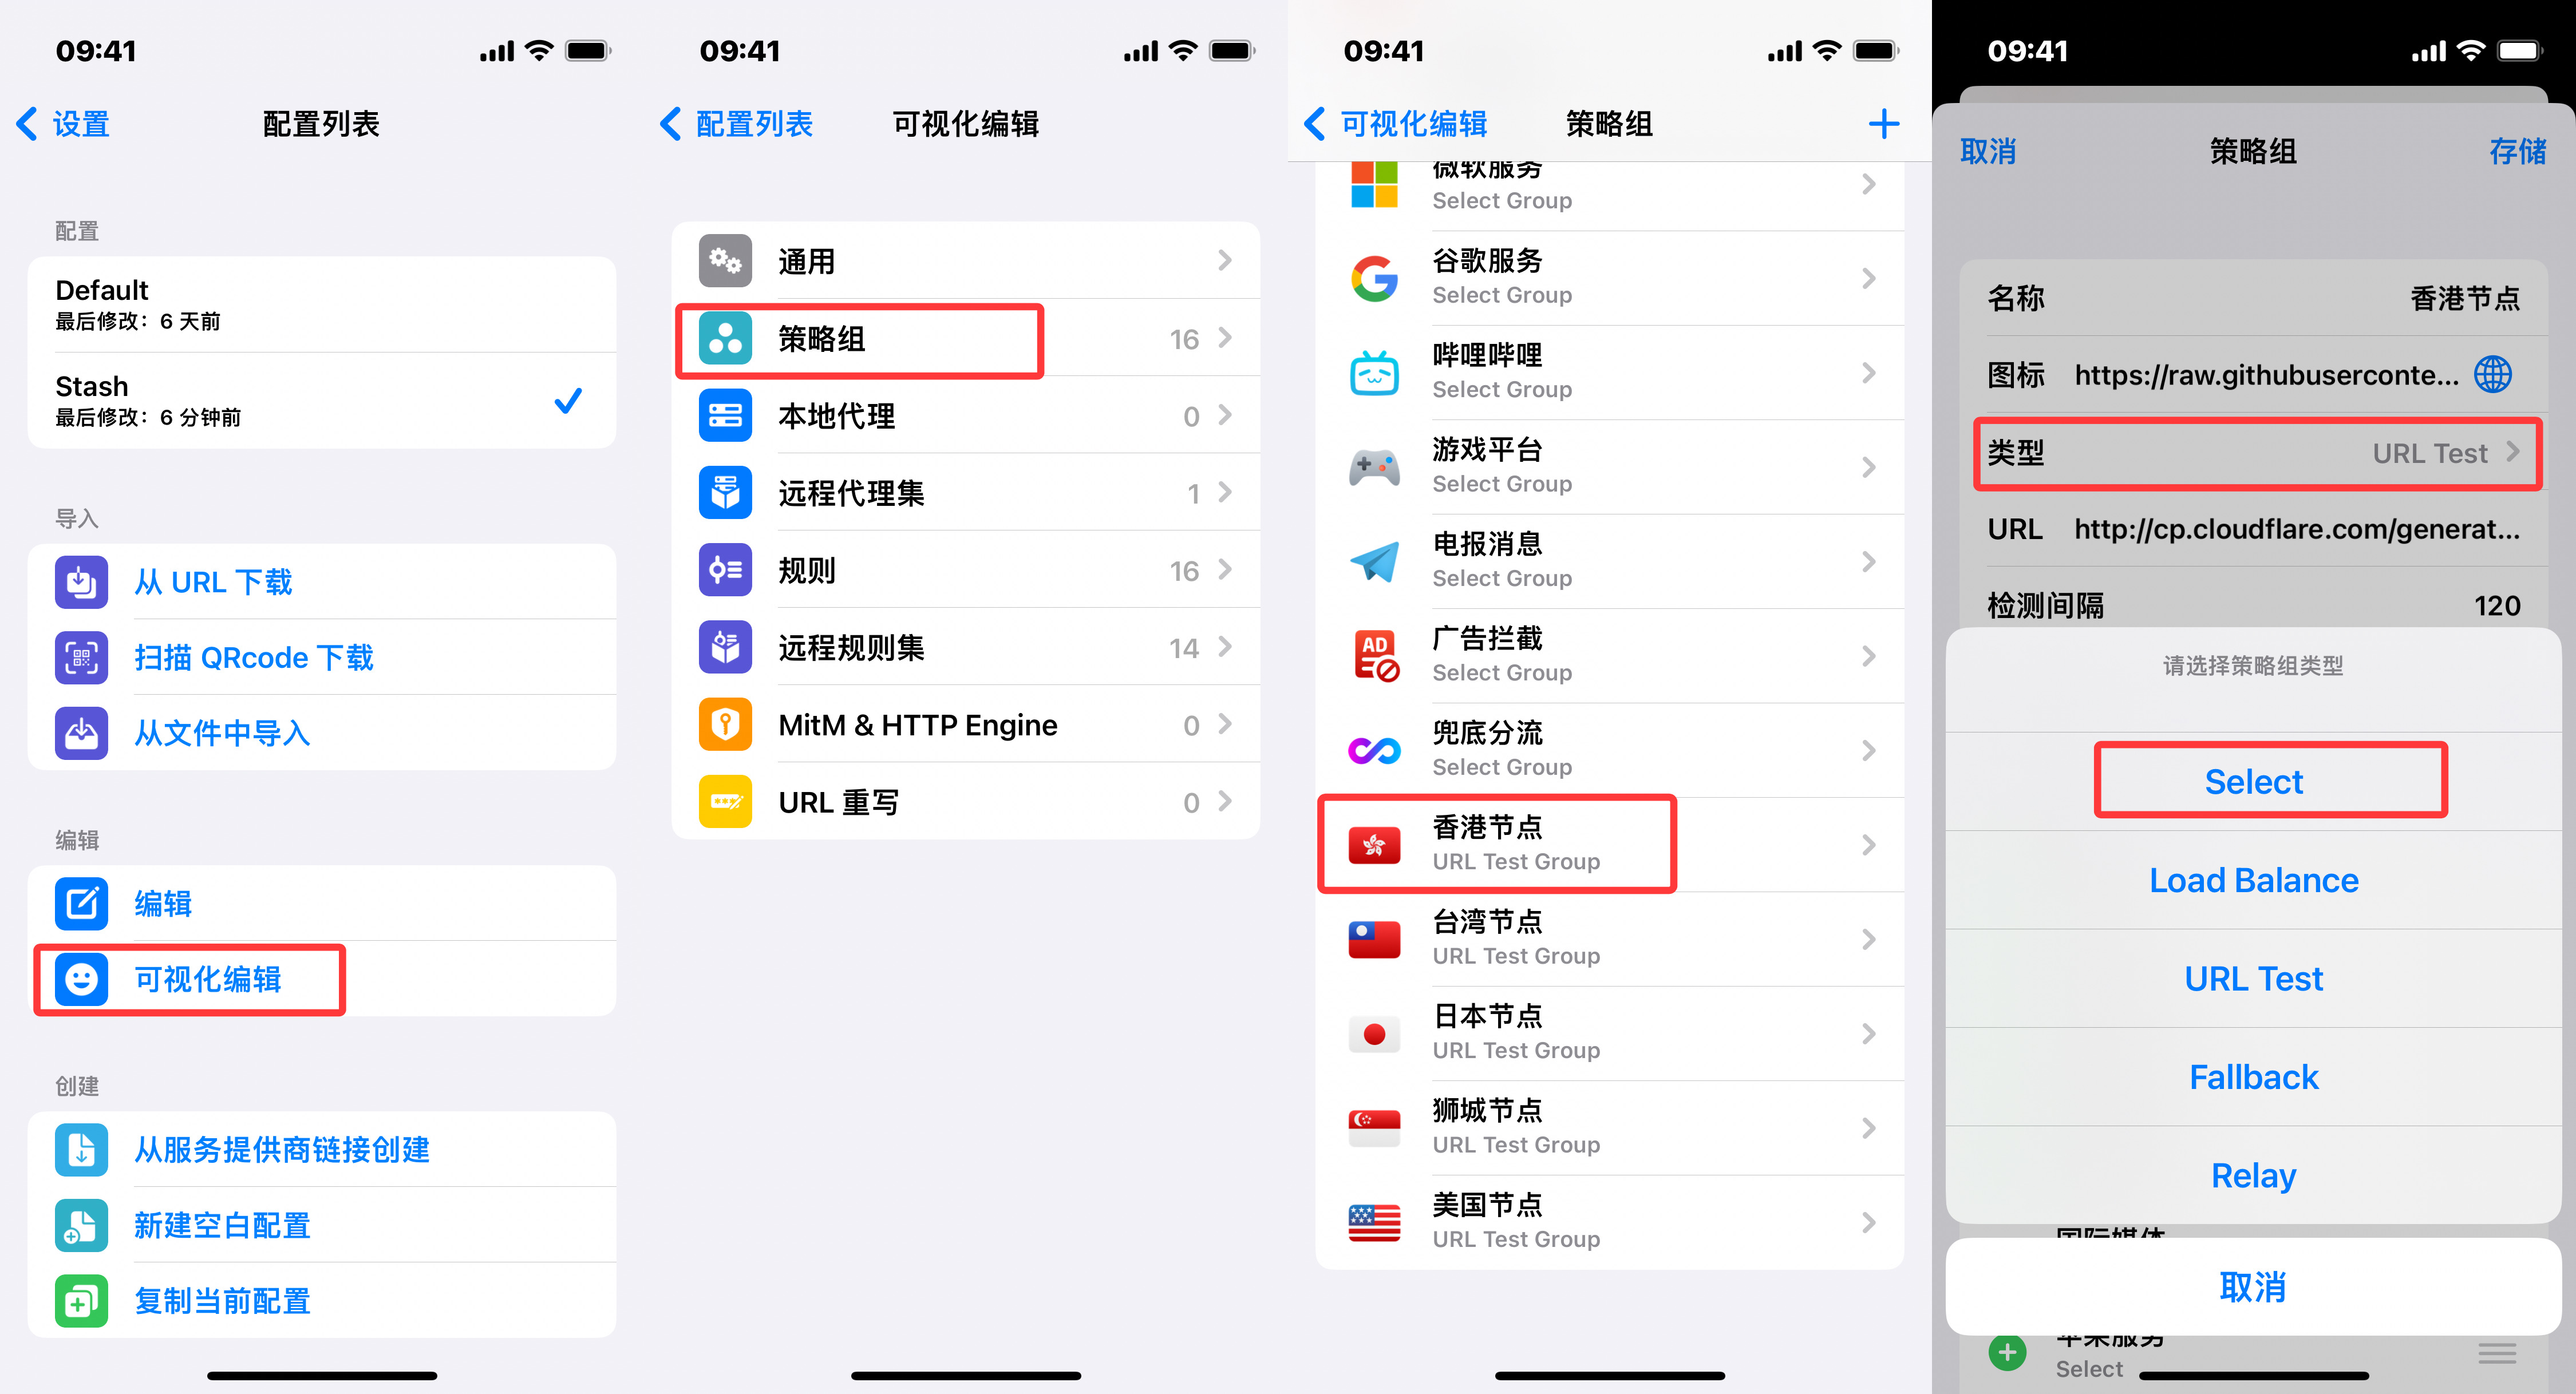 09:41
设置
配置列表
配置
Default
最后修改：6 天前
Stash
最后修改：6 分钟前
导入
从 URL 下载
扫描 QRcode 下载
从文件中导入
编辑
编辑
可视化编辑
创建
从服务提供商链接创建
新建空白配置
复制当前配置
09:41
配置列表
可视化编辑
通用
策略组 16
本地代理 0
远程代理集 1
规则 16
远程规则集 14
MitM & HTTP Engine 0
URL 重写 0
09:41
可视化编辑
策略组
微软服务
Select Group
谷歌服务
Select Group
哔哩哔哩
Select Group
游戏平台
Select Group
电报消息
Select Group
AD
广告拦截
Select Group
兜底分流
Select Group
香港节点
URL Test Group
台湾节点
URL Test Group
日本节点
URL Test Group
狮城节点
URL Test Group
美国节点
URL Test Group
09:41
取消
策略组
存储
名称 香港节点
图标 https://raw.githubuserconte...
类型 URL Test
URL http://cp.cloudflare.com/generat...
检测间隔 120
请选择策略组类型
Select
Load Balance
URL Test
Fallback
Relay
国际媒体
取消
苹果服务
Select